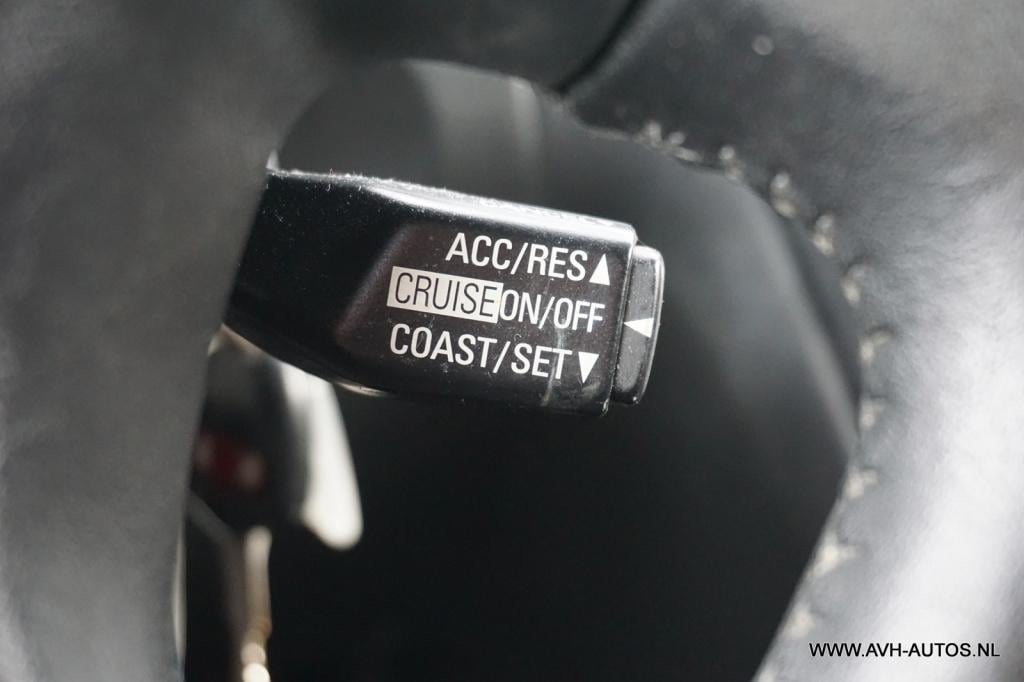 ACC/RES▲
CRUISE ON/OFF ◀
COAST/SET▼
WWW.AVH-AUTOS.NL